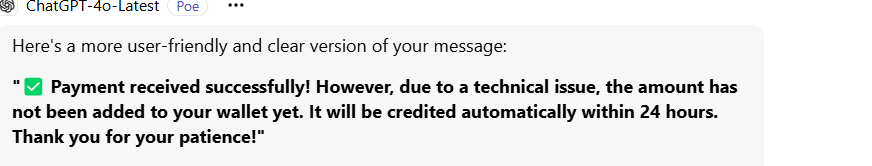 ChatGPT-4o-Latest Poe ...
Here's a more user-friendly and clear version of your message:
"✅ Payment received successfully! However, due to a technical issue, the amount has
not been added to your wallet yet. It will be credited automatically within 24 hours.
Thank you for your patience!"